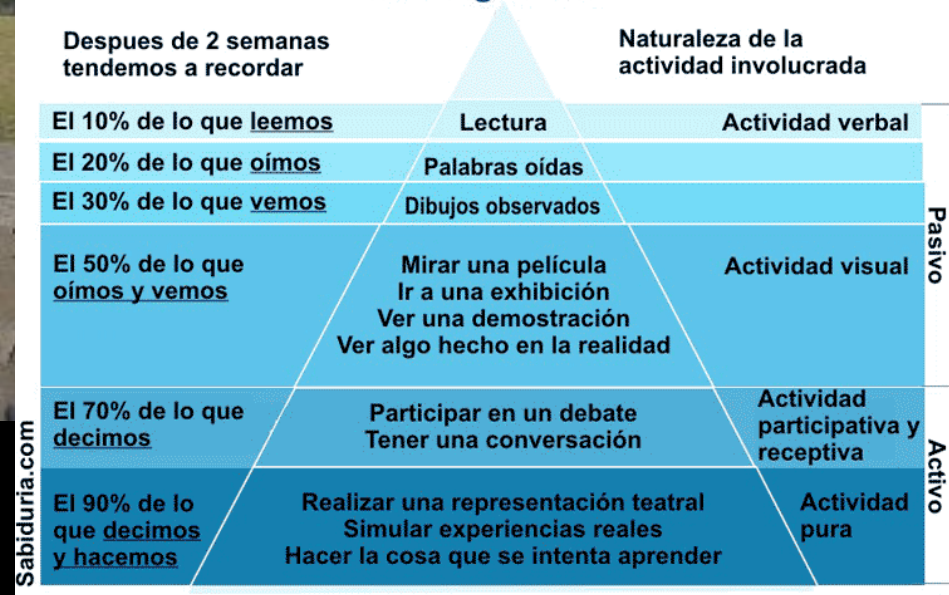 Despues de 2 semanas
tendemos a recordar
Naturaleza de la
actividad involucrada
El 10% de lo que leemos
Lectura
Actividad verbal
El 20% de lo que oímos
Palabras oídas
El 30% de lo que vemos
Dibujos observados
El 50% de lo que
oímos y vemos
Mirar una película
Ir a una exhibición
Ver una demostración
Ver algo hecho en la realidad
Actividad visual
Pasivo
El 70% de lo que
decimos
Participar en un debate
Tener una conversación
Actividad
participativa y
receptiva
El 90% de lo
que decimos
y hacemos
Realizar una representación teatral
Simular experiencias reales
Hacer la cosa que se intenta aprender
Actividad
pura
Activo
Sabiduria.com